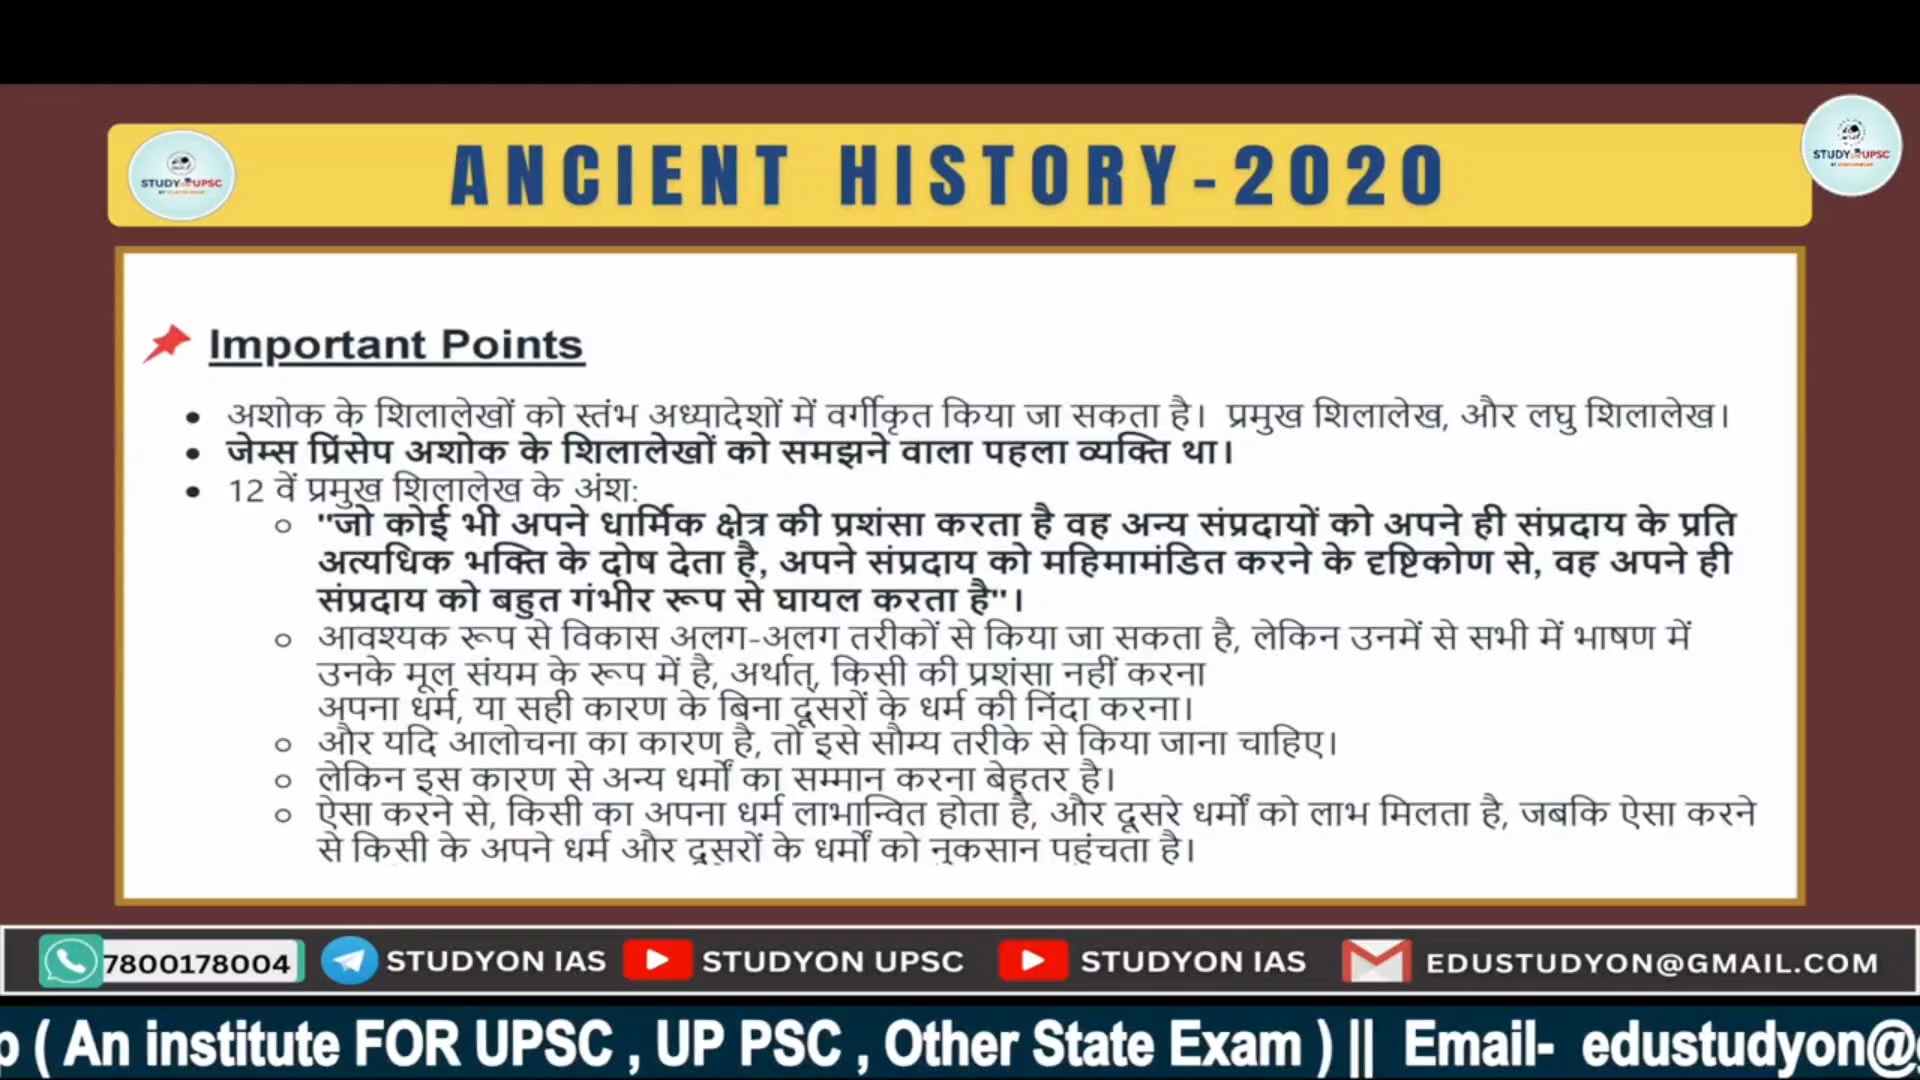 ANCIENT HISTORY-2020
STUDYON UPSC
STUDYON UPSC
Important Points
• अशोक के शिलालेखों को स्तंभ अध्यादेशों में वर्गीकृत किया जा सकता है। प्रमुख शिलालेख, और लघु शिलालेख।
• जेम्स प्रिंसेप अशोक के शिलालेखों को समझने वाला पहला व्यक्ति था।
• 12 वें प्रमुख शिलालेख के अंश:
○ "जो कोई भी अपने धार्मिक क्षेत्र की प्रशंसा करता है वह अन्य संप्रदायों को अपने ही संप्रदाय के प्रति
अत्यधिक भक्ति के दोष देता है, अपने संप्रदाय को महिमामंडित करने के दृष्टिकोण से, वह अपने ही
संप्रदाय को बहुत गंभीर रूप से घायल करता है"।
○ आवश्यक रूप से विकास अलग-अलग तरीकों से किया जा सकता है, लेकिन उनमें से सभी में भाषण में
उनके मूल संयम के रूप में है, अर्थात्, किसी की प्रशंसा नहीं करना
अपना धर्म, या सही कारण के बिना दूसरों के धर्म की निंदा करना।
○ और यदि आलोचना का कारण है, तो इसे सौम्य तरीके से किया जाना चाहिए।
○ लेकिन इस कारण से अन्य धर्मों का सम्मान करना बेहतर है।
○ ऐसा करने से, किसी का अपना धर्म लाभान्वित होता है, और दूसरे धर्मों को लाभ मिलता है, जबकि ऐसा करने
से किसी के अपने धर्म और दूसरों के धर्मों को नुकसान पहुंचता है।
7800178004 STUDYON IAS STUDYON UPSC STUDYON IAS EDUSTUDYON@GMAIL.COM
p ( An institute FOR UPSC , UP PSC , Other State Exam ) || Email- edustudyon@